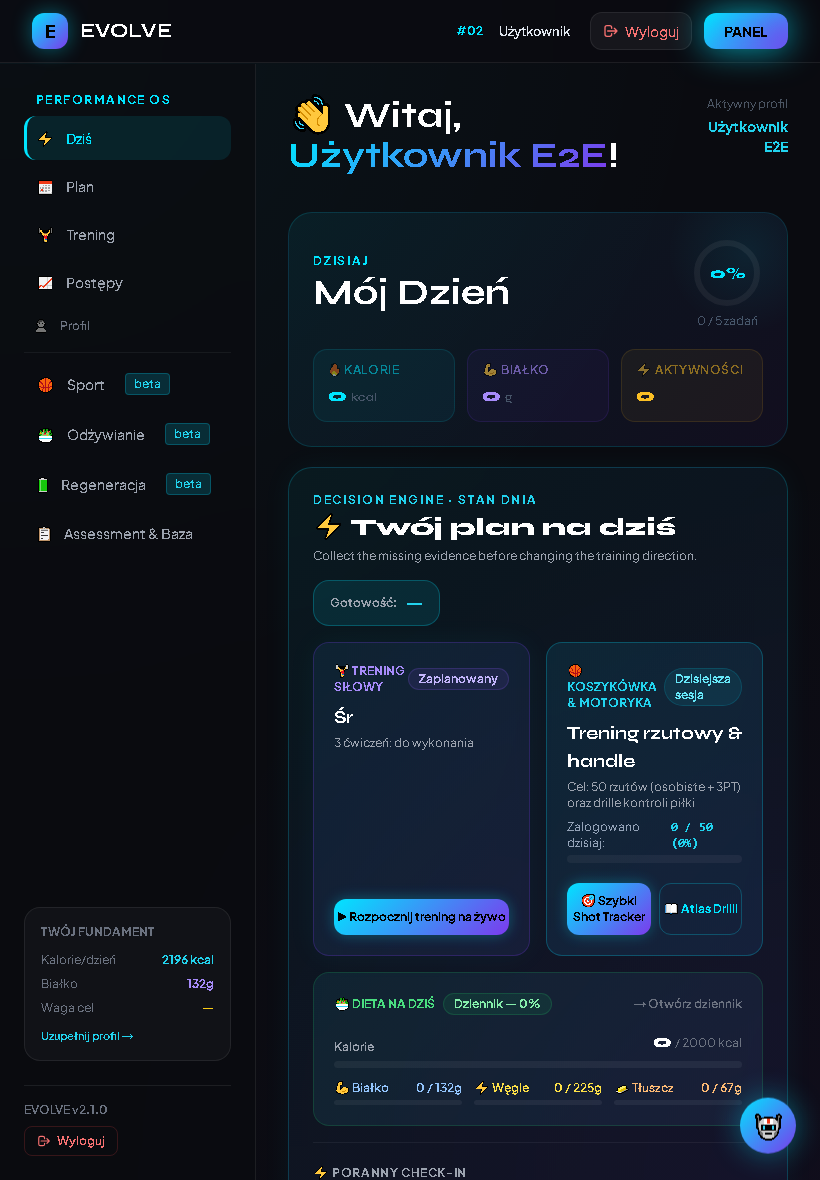 E EVOLVE
#02 Użytkownik Wyloguj PANEL
PERFORMANCE OS
Dziś
Plan
Trening
Postępy
Profil
Sport beta
Odżywianie beta
Regeneracja beta
Assessment & Baza
TWÓJ FUNDAMENT
Kalorie/dzień 2196 kcal
Białko 132g
Waga cel —
Uzupełnij profil →
EVOLVE v2.1.0
Wyloguj
👋 Witaj,
Użytkownik E2E!
Aktywny profil
Użytkownik
E2E
DZISIAJ
Mój Dzień
0%
0 / 5 zadań
🔥 KALORIE
0 kcal
💪 BIAŁKO
0 g
⚡ AKTYWNOŚCI
0
DECISION ENGINE · STAN DNIA
⚡ Twój plan na dziś
Collect the missing evidence before changing the training direction.
Gotowość: —
🏋️ TRENING
SIŁOWY
Zaplanowany
Śr
3 ćwiczeń: do wykonania
▶ Rozpocznij trening na żywo
🏀
KOSZYKÓWKA
& MOTORYKA
Dzisiejsza
sesja
Trening rzutowy &
handle
Cel: 50 rzutów (osobiste + 3PT)
oraz drille kontroli piłki
Zalogowano
dzisiaj:
0 / 50
(0%)
🎯 Szybki
Shot Tracker
📖 Atlas Drilli
🥗 DIETA NA DZIŚ Dziennik — 0% → Otwórz dziennik
Kalorie 0 / 2000 kcal
💪 Białko 0 / 132g ⚡ Węgle 0 / 225g 🫒 Tłuszcz 0 / 67g
⚡ PORANNY CHECK-IN